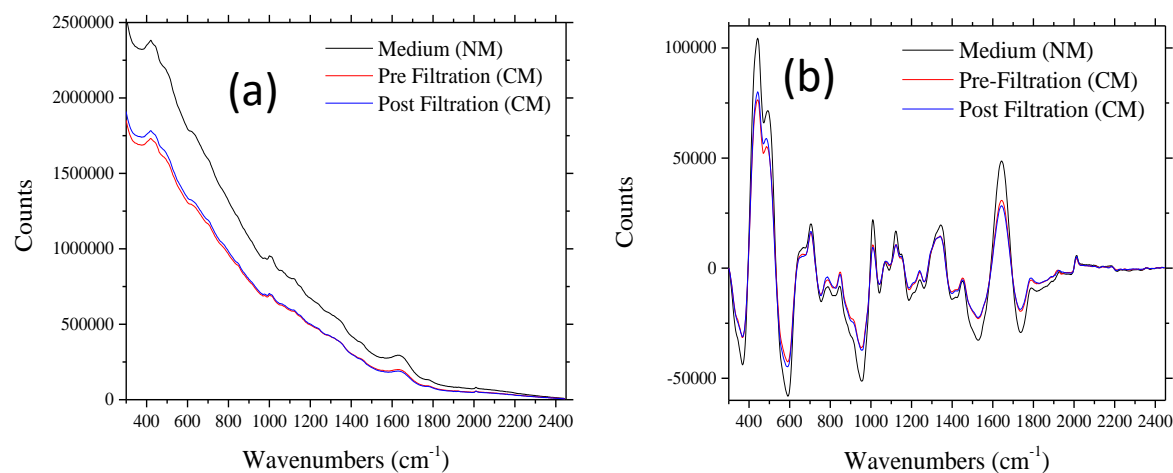 2500000
2000000
1500000
1000000
500000
0
Counts
Medium (NM)
Pre Filtration (CM)
Post Filtration (CM)
(a)
400 600 800 1000 1200 1400 1600 1800 2000 2200 2400
Wavenumbers (cm⁻¹)
100000
50000
0
-50000
Counts
Medium (NM)
Pre-Filtration (CM)
Post Filtration (CM)
(b)
400 600 800 1000 1200 1400 1600 1800 2000 2200 2400
Wavenumbers (cm⁻¹)